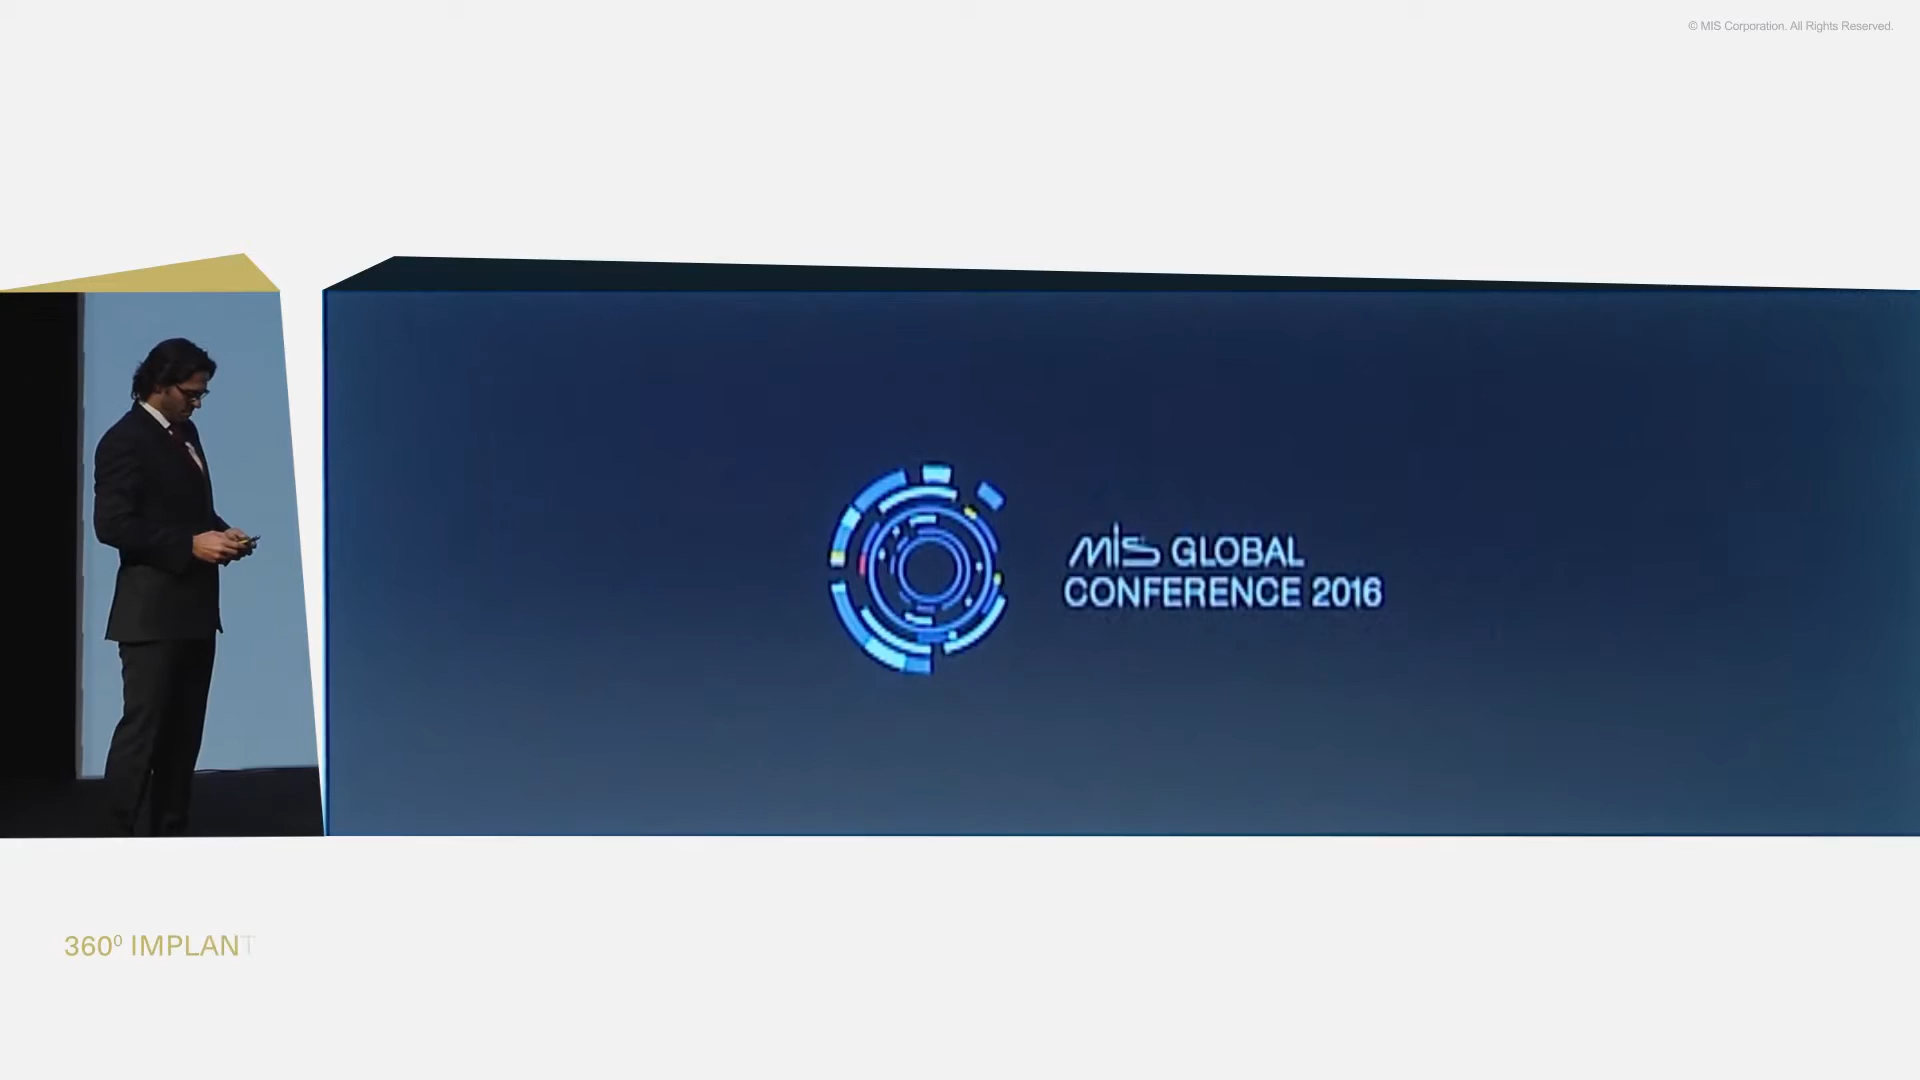 © MIS Corporation. All Rights Reserved.
MIS GLOBAL
CONFERENCE 2016
360⁰ IMPLANT